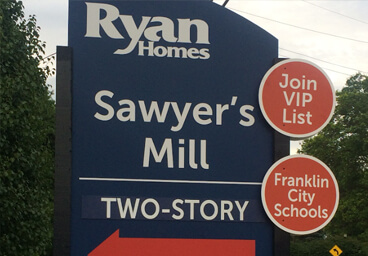 Ryan
Homes
Sawyer's
Mill
TWO-STORY
Join
VIP
List
Franklin
City
Schools